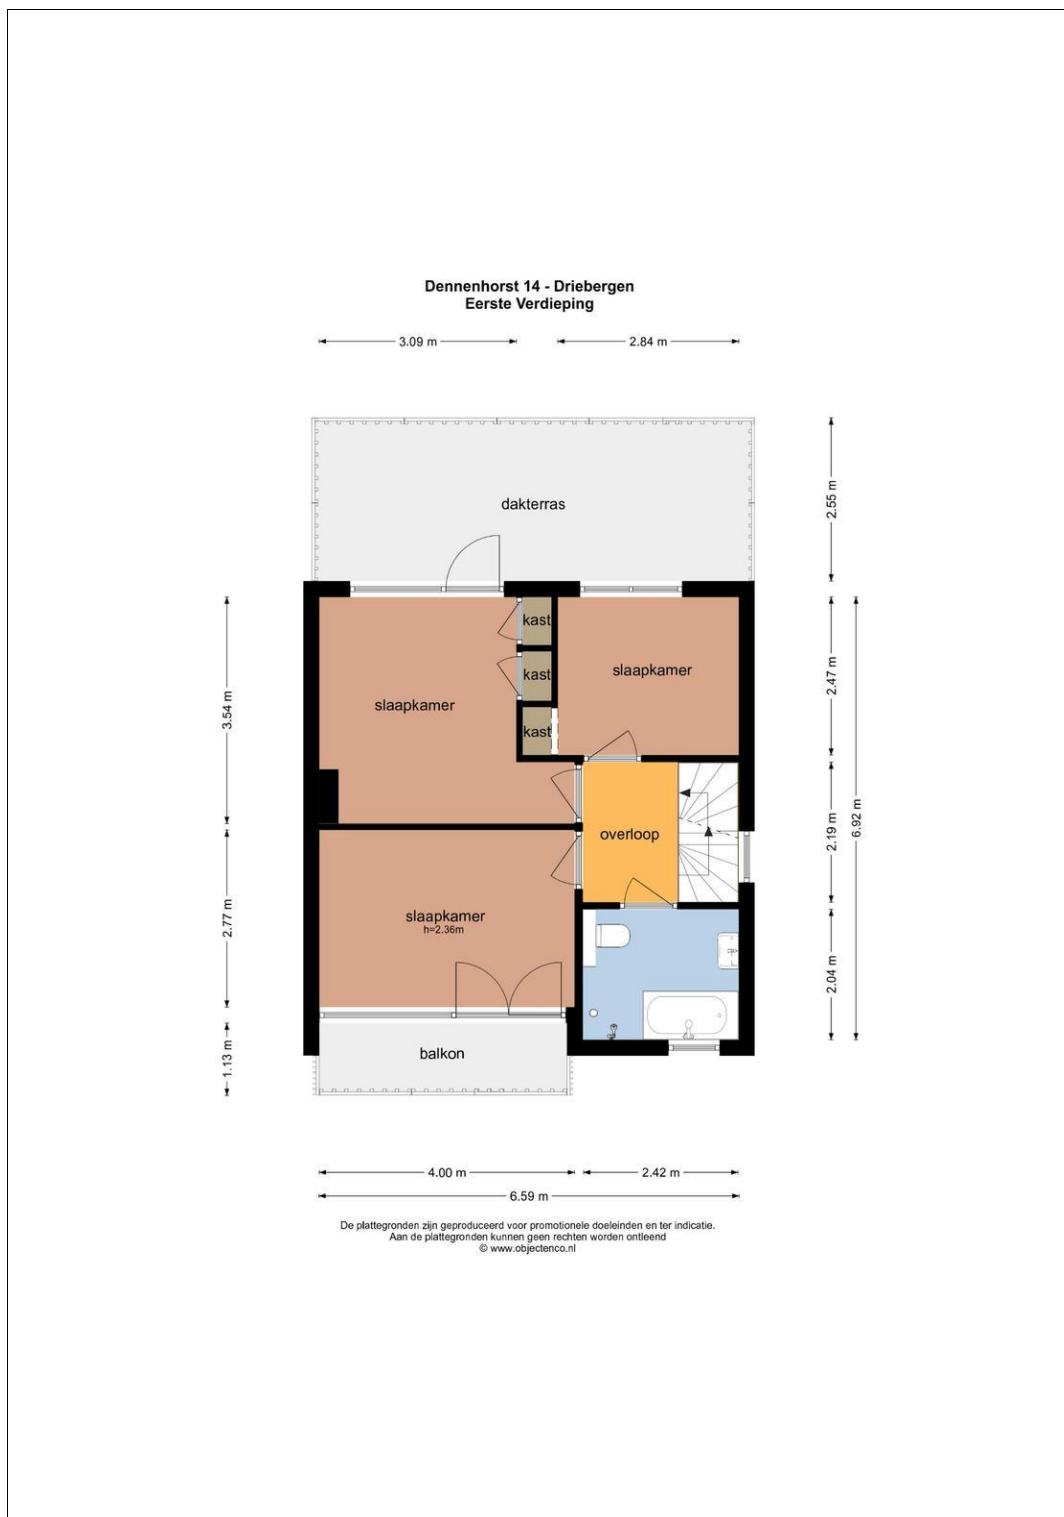 Dennenhorst 14 - Driebergen
Eerste Verdieping
3.09 m
2.84 m
dakterras
2.55 m
kast
slaapkamer
kast
slaapkamer
kast
3.54 m
2.47 m
overloop
2.19 m
6.92 m
slaapkamer
h=2.36m
2.77 m
2.04 m
balkon
1.13 m
4.00 m
2.42 m
6.59 m
De plattegronden zijn geproduceerd voor promotionele doeleinden en ter indicatie.
Aan de plattegronden kunnen geen rechten worden ontleend
© www.objectenco.nl